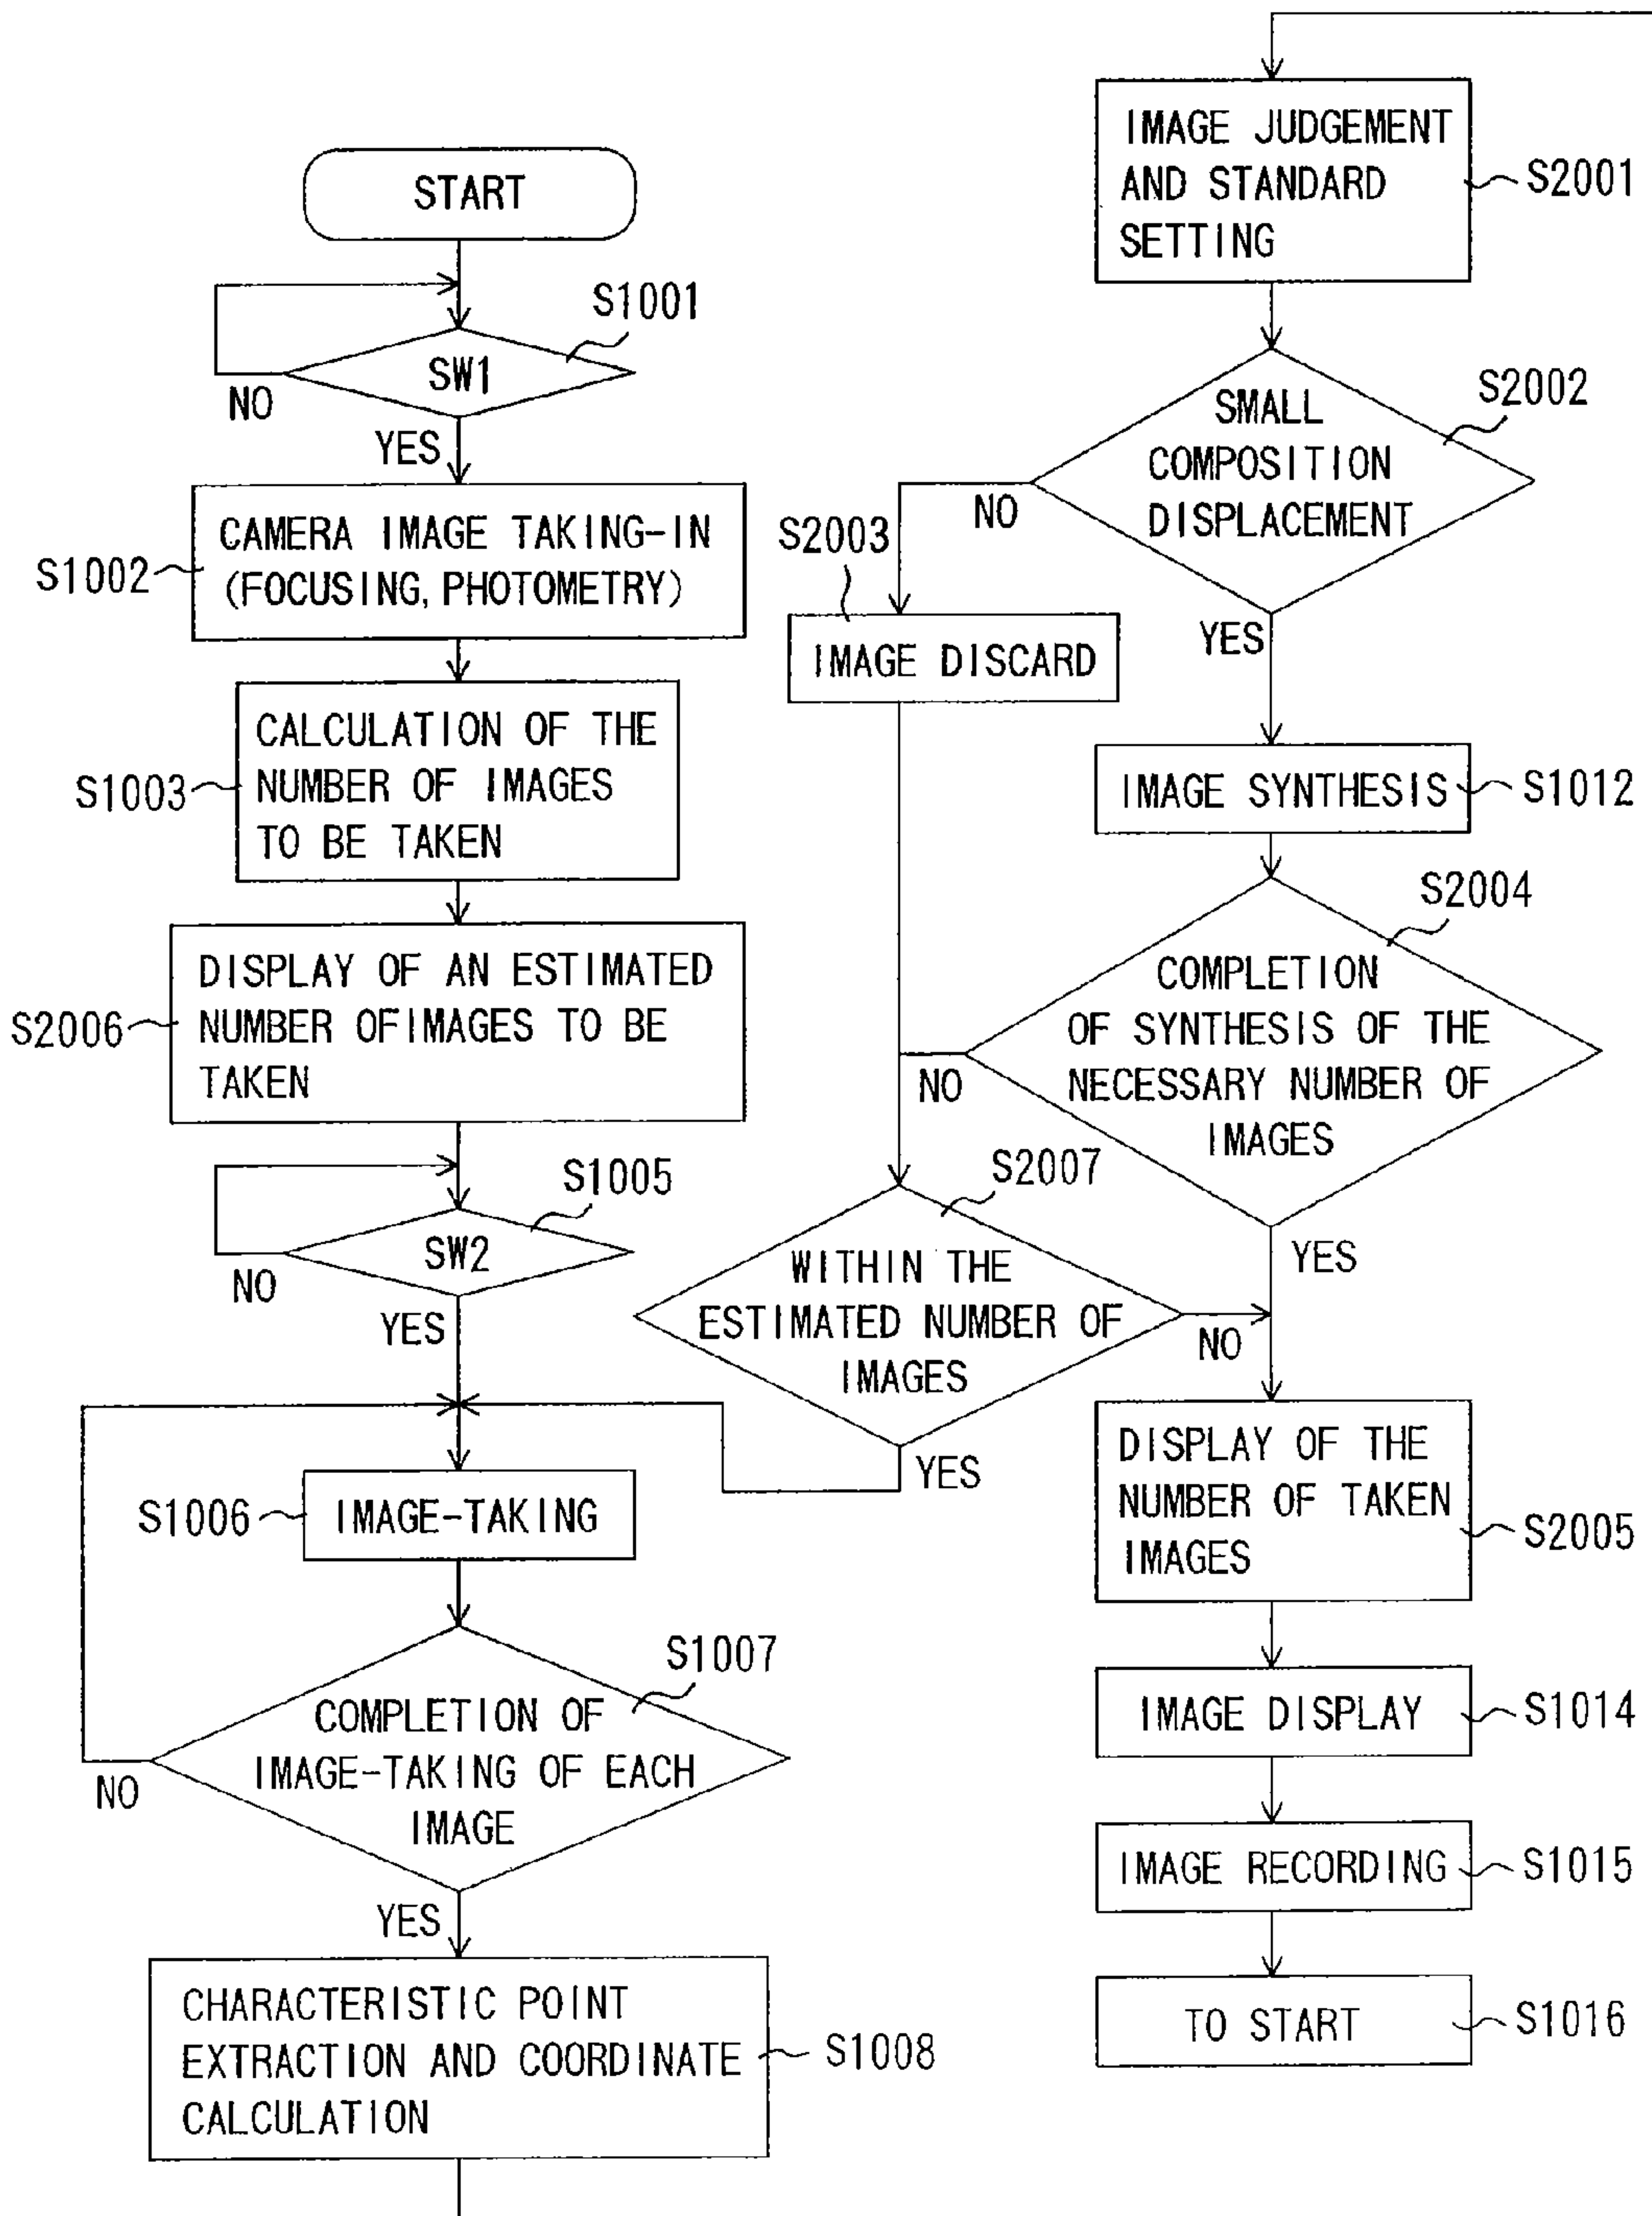 START
S1001
SW1
NO
YES
CAMERA IMAGE TAKING-IN
(FOCUSING, PHOTOMETRY)
S1002
CALCULATION OF THE
NUMBER OF IMAGES
TO BE TAKEN
S1003
DISPLAY OF AN ESTIMATED
NUMBER OFIMAGES TO BE
TAKEN
S2006
S1005
SW2
NO
YES
S1006
IMAGE-TAKING
S1007
COMPLETION OF
IMAGE-TAKING OF EACH
IMAGE
NO
YES
CHARACTERISTIC POINT
EXTRACTION AND COORDINATE
CALCULATION
S1008
IMAGE JUDGEMENT
AND STANDARD
SETTING
S2001
S2002
SMALL
COMPOSITION
DISPLACEMENT
NO
YES
S2003
IMAGE DISCARD
IMAGE SYNTHESIS
S1012
S2004
COMPLETION
OF SYNTHESIS OF THE
NECESSARY NUMBER OF
IMAGES
NO
YES
S2007
WITHIN THE
ESTIMATED NUMBER OF
IMAGES
NO
YES
DISPLAY OF THE
NUMBER OF TAKEN
IMAGES
S2005
IMAGE DISPLAY
S1014
IMAGE RECORDING
S1015
TO START
S1016